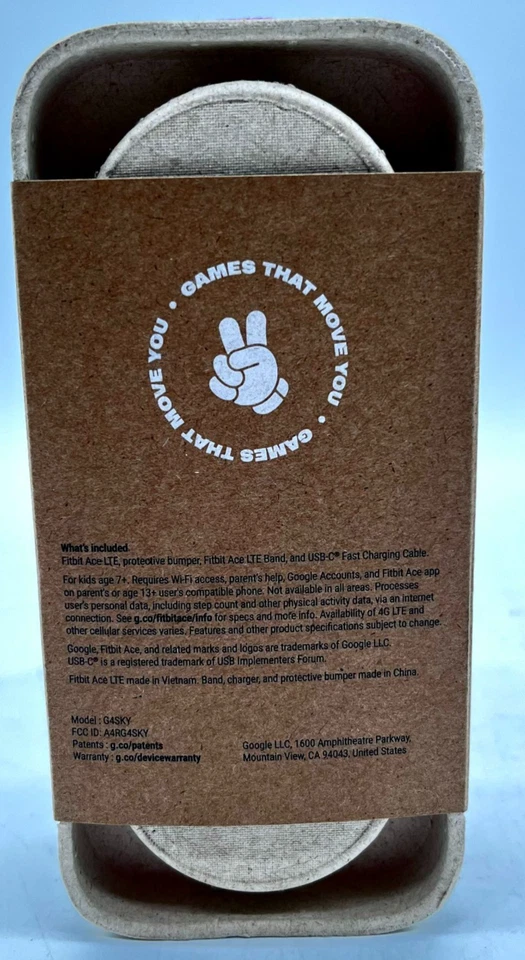 GAMES THAT MOVE YOU • GAMES THAT MOVE YOU •
What's included
Fitbit Ace LTE, protective bumper, Fitbit Ace LTE Band, and USB-C® Fast Charging Cable.
For kids age 7+. Requires Wi-Fi access, parent's help, Google Accounts, and Fitbit Ace app
on parent's or age 13+ user's compatible phone. Not available in all areas. Processes
user's personal data, including step count and other physical activity data, via an internet
connection. See g.co/fitbitace/info for specs and more info. Availability of 4G LTE and
other cellular services varies. Features and other product specifications subject to change.
Google, Fitbit Ace, and related marks and logos are trademarks of Google LLC.
USB-C® is a registered trademark of USB Implementers Forum.
Fitbit Ace LTE made in Vietnam. Band, charger, and protective bumper made in China.
Model : G4SKY
FCC ID: A4RG4SKY
Patents : g.co/patents
Warranty : g.co/devicewarranty
Google LLC, 1600 Amphitheatre Parkway,
Mountain View, CA 94043, United States